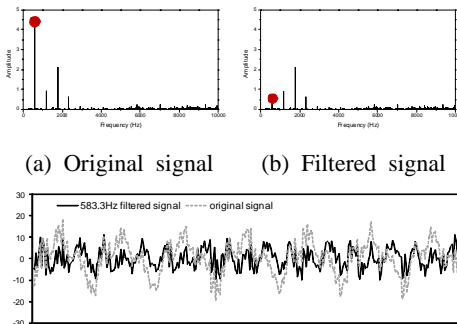 5
4
3
2
1
0
Amplitude
0 2000 4000 6000 8000 10000
Frequency (Hz)
5
4
3
2
1
0
Amplitude
0 2000 4000 6000 8000 10000
Frequency (Hz)
(a) Original signal (b) Filtered signal
30
20
10
0
-10
-20
-30
583.3Hz filtered signal original signal